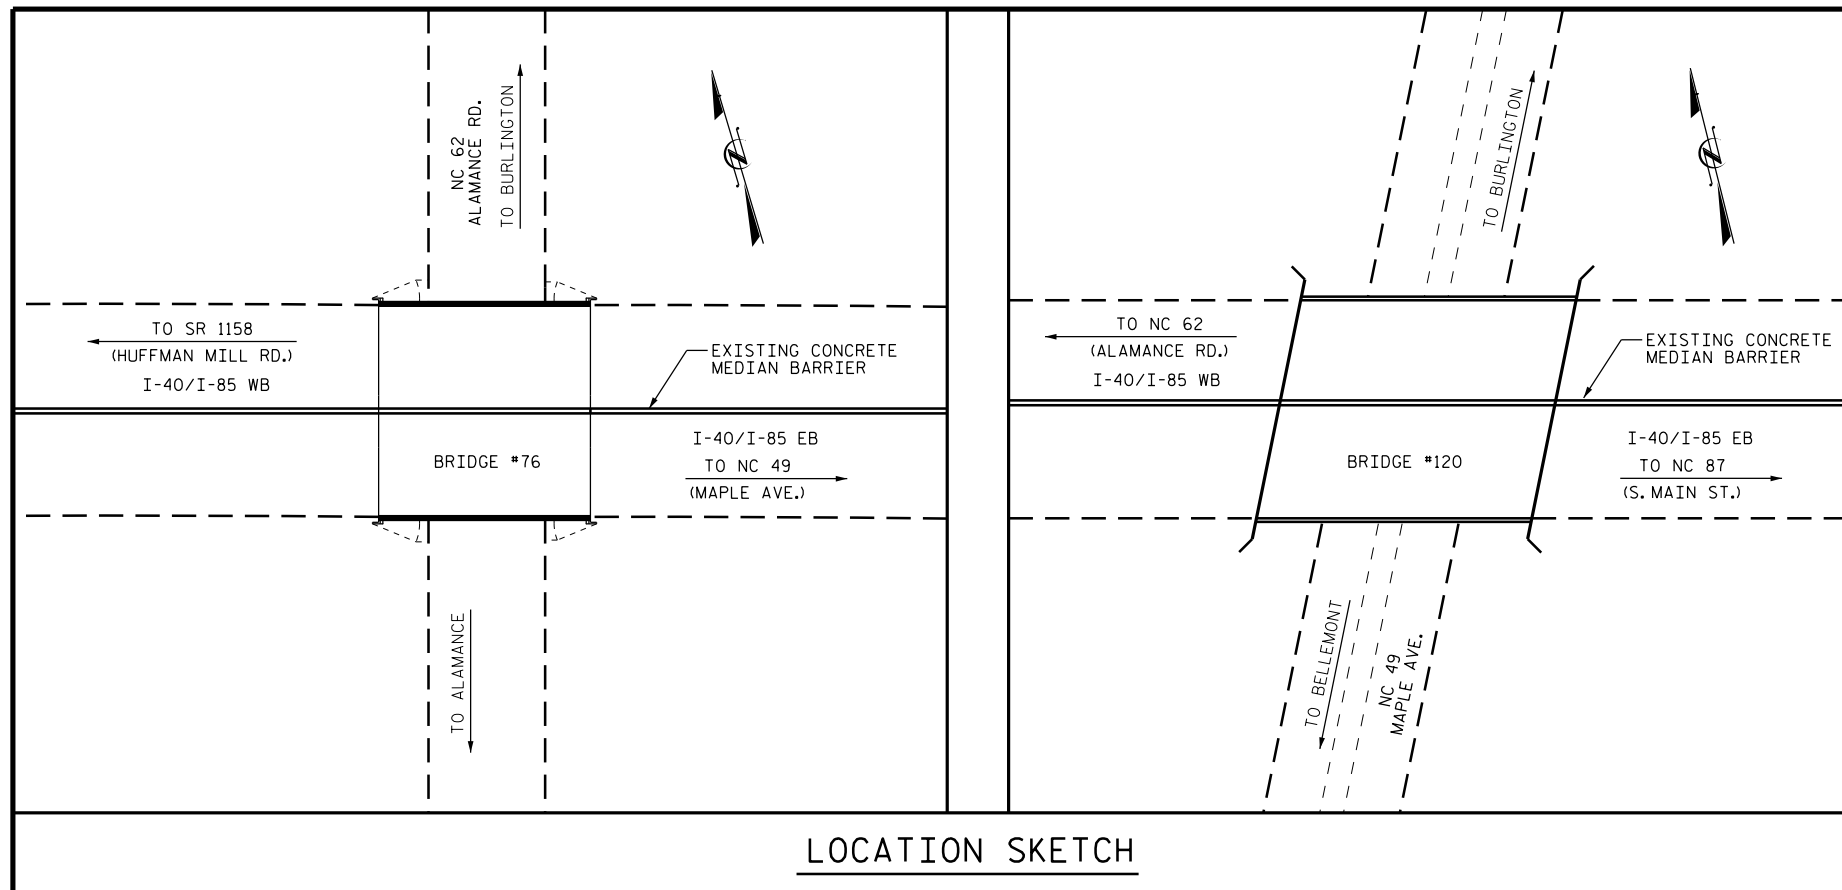 NC 62
ALAMANCE RD.
TO BURLINGTON
N
TO SR 1158
(HUFFMAN MILL RD.)
I-40/I-85 WB
EXISTING CONCRETE
MEDIAN BARRIER
BRIDGE #76
I-40/I-85 EB
TO NC 49
(MAPLE AVE.)
TO ALAMANCE
TO BURLINGTON
N
TO NC 62
(ALAMANCE RD.)
I-40/I-85 WB
EXISTING CONCRETE
MEDIAN BARRIER
BRIDGE #120
I-40/I-85 EB
TO NC 87
(S. MAIN ST.)
TO BELLEMONT
NC 49
MAPLE AVE.
LOCATION SKETCH